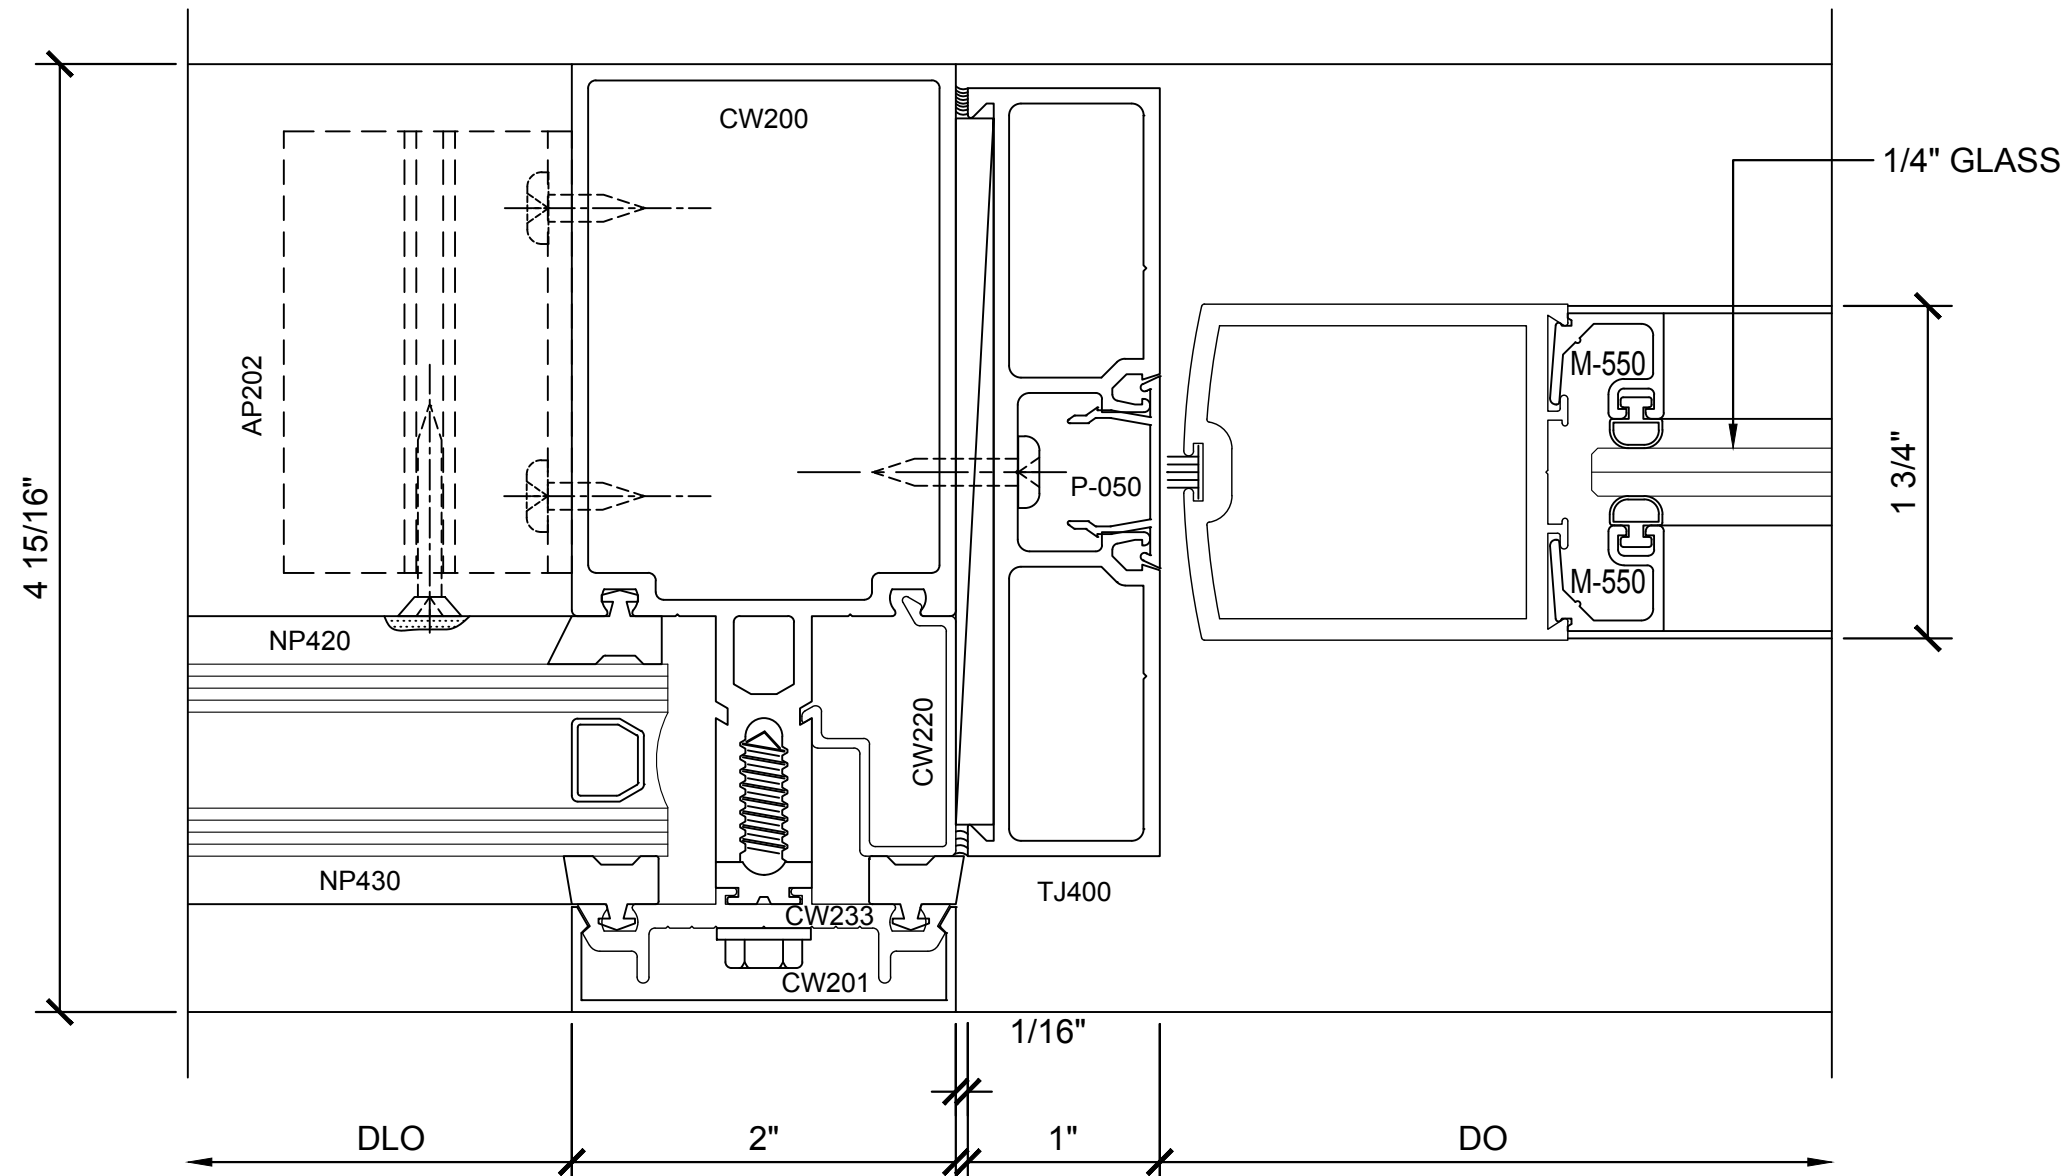 CW200
1/4" GLASS
AP202
M-550
1 3/4"
P-050
4 15/16"
M-550
NP420
CW220
NP430
TJ400
CW233
CW201
1/16"
DLO
2"
1"
DO